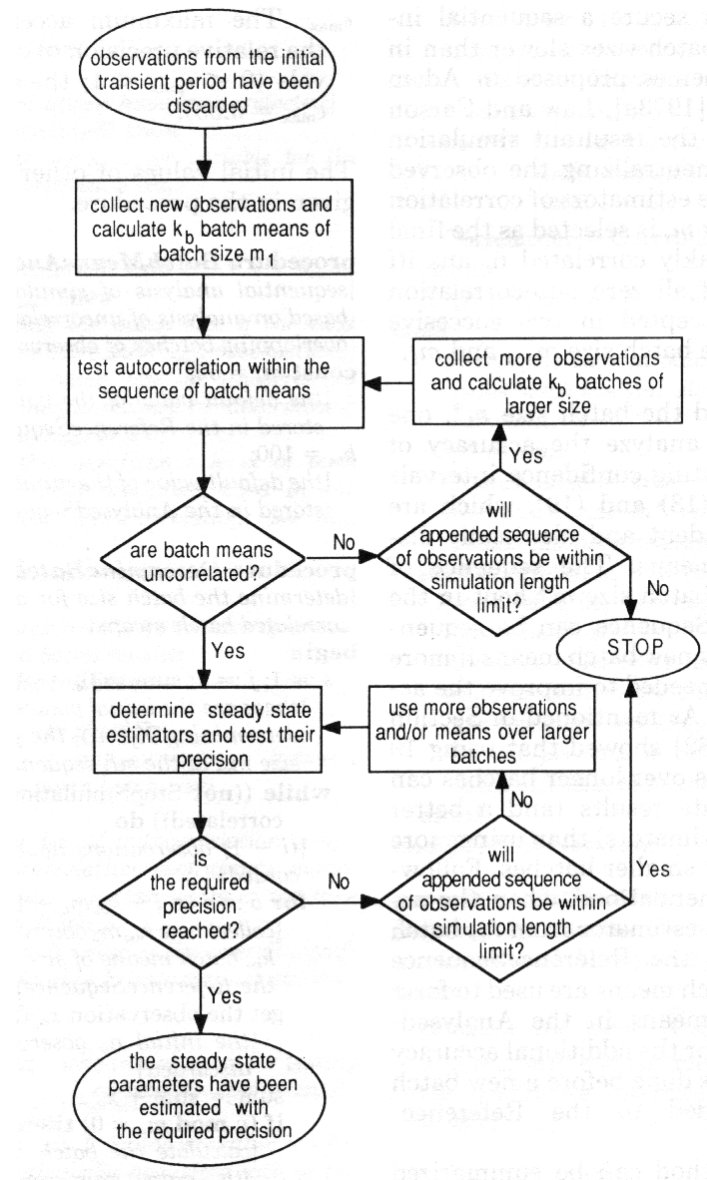 observations from the initial
transient period have been
discarded
collect new observations and
calculate k_b batch means of
batch size m_1
test autocorrelation within the
sequence of batch means
collect more observations
and calculate k_b batches of
larger size
Yes
are batch means
uncorrelated?
No
will
appended sequence
of observations be within
simulation length
limit?
No
STOP
Yes
determine steady state
estimators and test their
precision
use more observations
and/or means over larger
batches
No
is
the required
precision
reached?
No
will
appended sequence
of observations be within
simulation length
limit?
Yes
Yes
the steady state
parameters have been
estimated with
the required precision